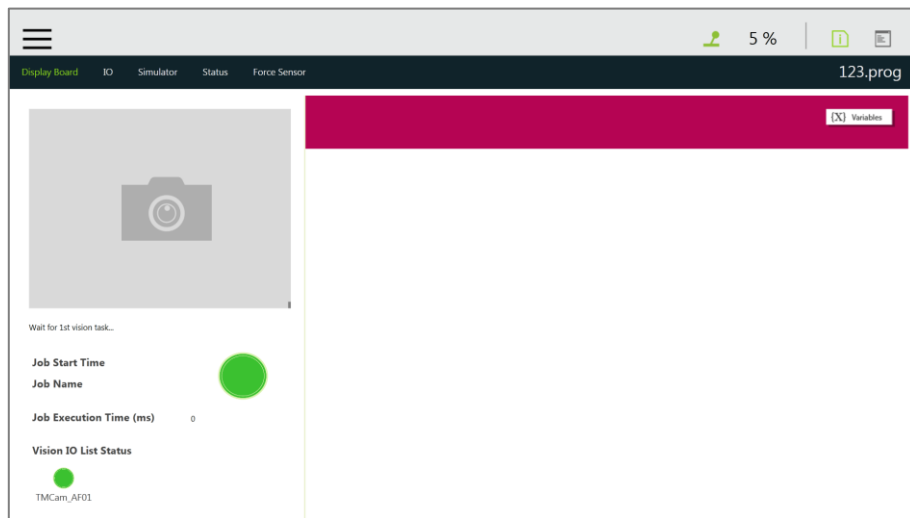 5 %
Display Board IO Simulator Status Force Sensor 123.prog
{X} Variables
Wait for 1st vision task...
Job Start Time
Job Name
Job Execution Time (ms) 0
Vision IO List Status
TMCam_AF01